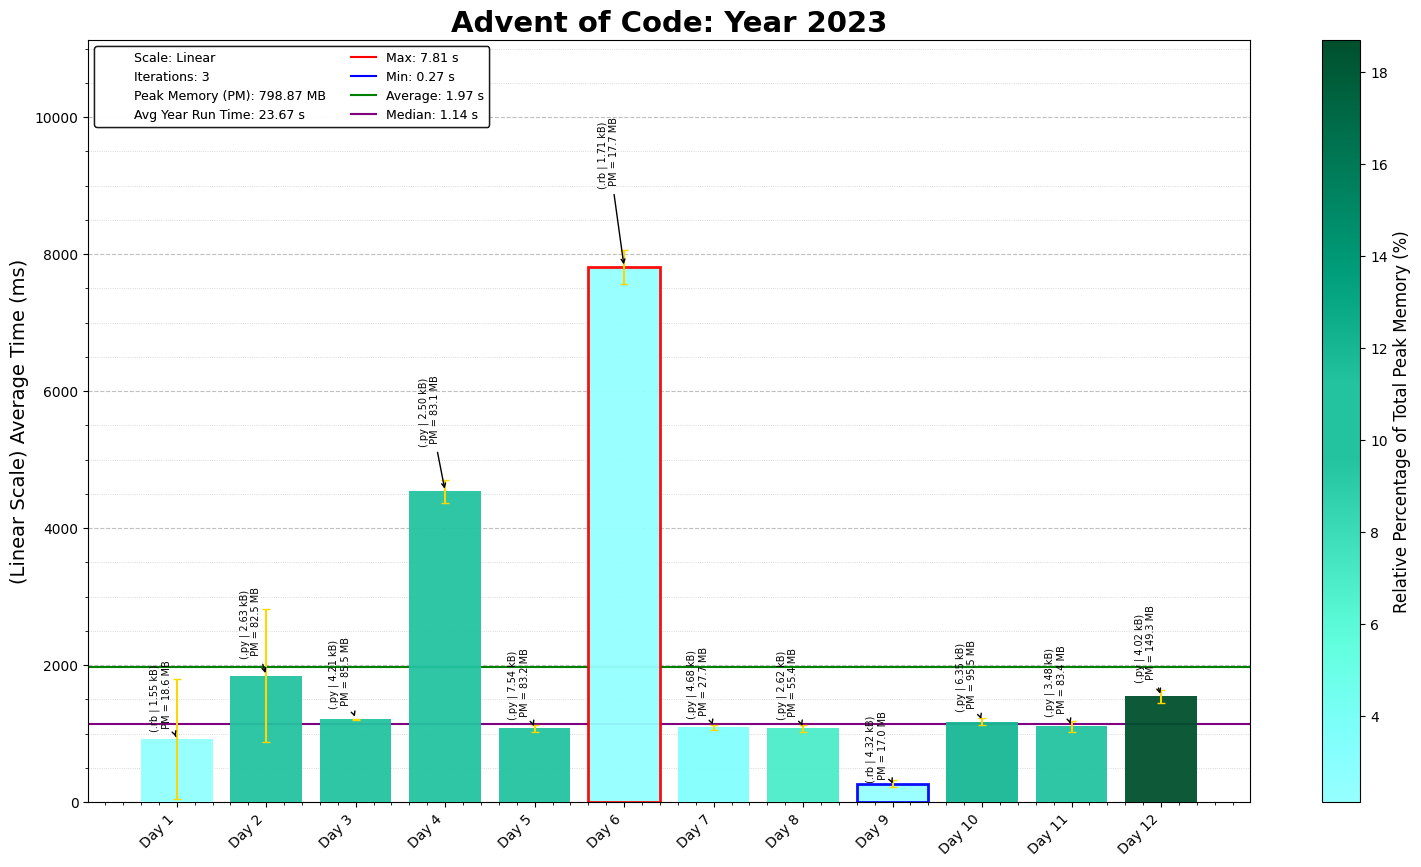 Advent of Code: Year 2023
Scale: Linear
Iterations: 3
Peak Memory (PM): 798.87 MB
Avg Year Run Time: 23.67 s
Max: 7.81 s
Min: 0.27 s
Average: 1.97 s
Median: 1.14 s
(Linear Scale) Average Time (ms)
10000
8000
6000
4000
2000
0
(.rb | 1.55 kB)
PM = 18.6 MB
(.py | 2.63 kB)
PM = 82.5 MB
(.py | 4.21 kB)
PM = 85.5 MB
(.py | 2.50 kB)
PM = 83.1 MB
(.py | 7.54 kB)
PM = 83.2 MB
(.rb | 1.71 kB)
PM = 17.7 MB
(.py | 4.68 kB)
PM = 27.7 MB
(.py | 2.62 kB)
PM = 55.4 MB
(.rb | 4.32 kB)
PM = 17.0 MB
(.py | 6.35 kB)
PM = 95.5 MB
(.py | 3.48 kB)
PM = 83.4 MB
(.py | 4.02 kB)
PM = 149.3 MB
Day 1
Day 2
Day 3
Day 4
Day 5
Day 6
Day 7
Day 8
Day 9
Day 10
Day 11
Day 12
18
16
14
12
10
8
6
4
Relative Percentage of Total Peak Memory (%)